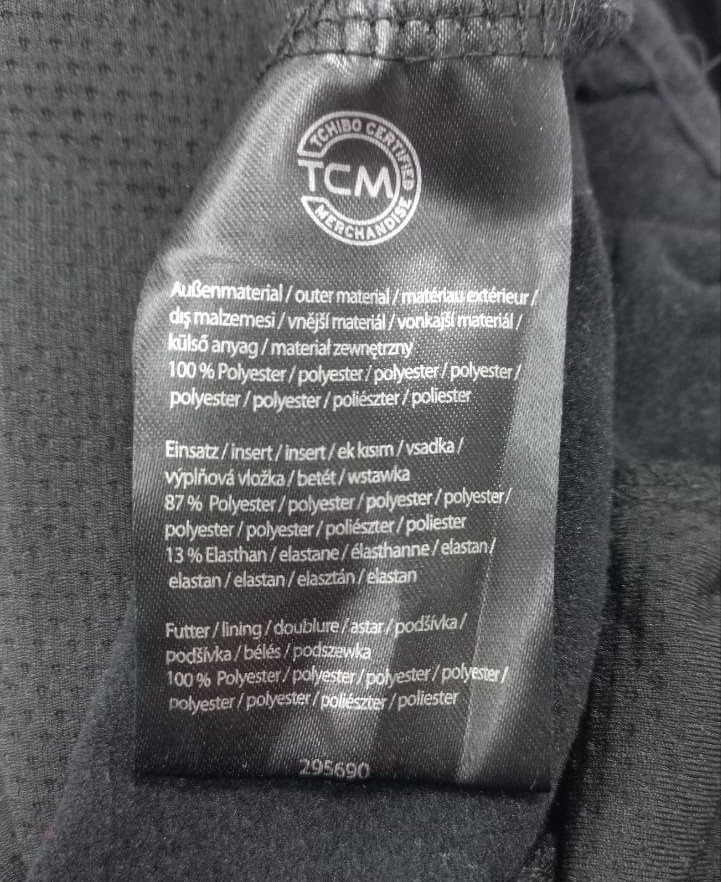 TCHIBO CERTIFIED
TCM
MERCHANDISE
Außenmaterial / outer material / matériau extérieur /
dış malzemesi / vnější materiál / vonkajší materiál /
külső anyag / material zewnętrzny
100 % Polyester / polyester / polyester / polyester /
polyester / polyester / poliészter / poliester
Einsatz / insert / insert / ek kısım / vsadka /
výplňová vložka / betét / wstawka
87 % Polyester / polyester / polyester / polyester /
polyester / polyester / poliészter / poliester
13 % Elasthan / elastane / élasthanne / elastan /
elastan / elastan / elasztán / elastan
Futter / lining / doublure / astar / podšívka /
podšívka / bélés / podszewka
100 % Polyester / polyester / polyester / polyester /
polyester / polyester / poliészter / poliester
295690